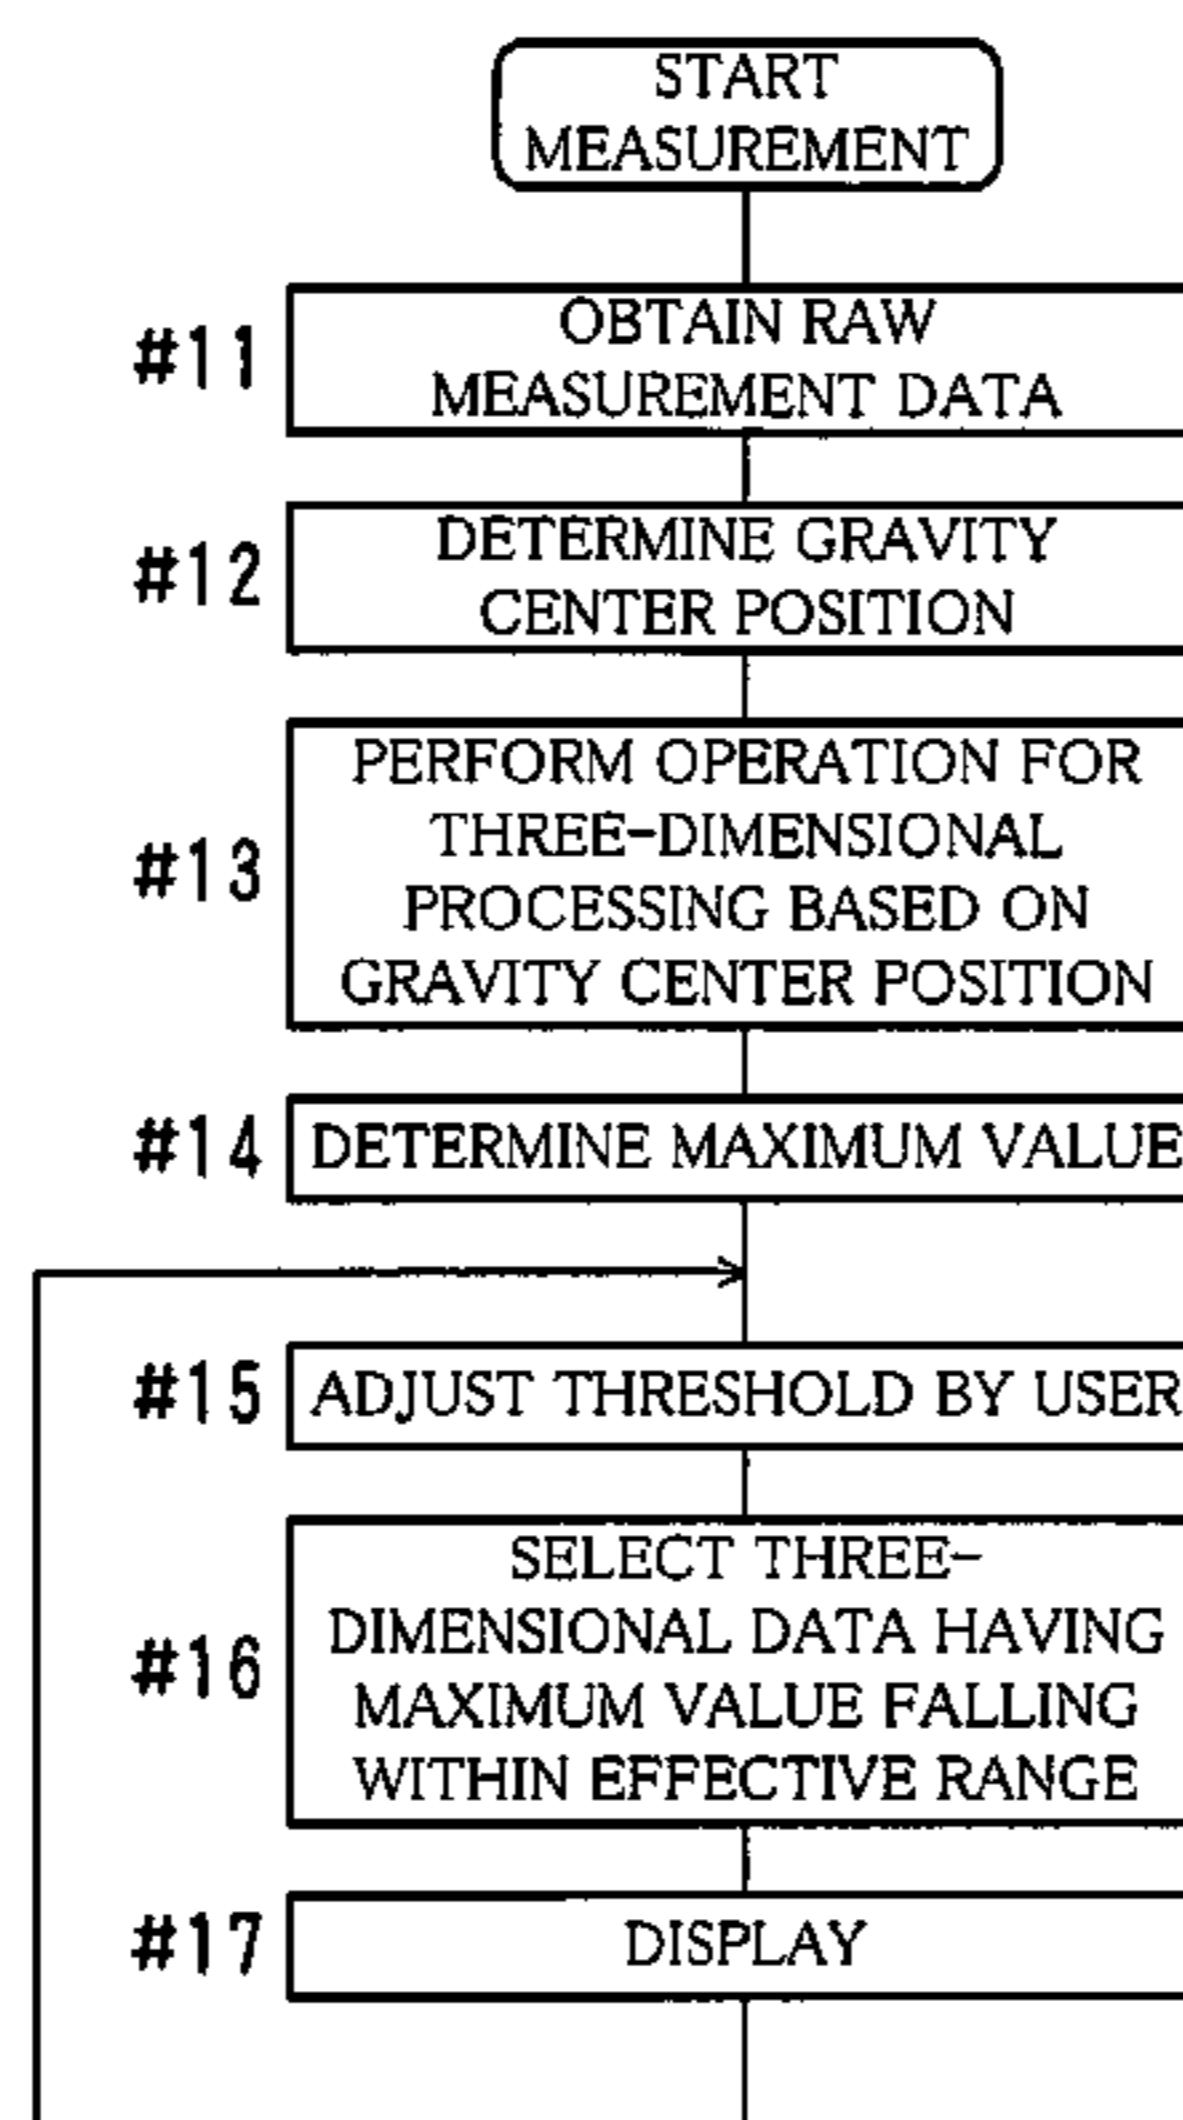 START
MEASUREMENT
#11
OBTAIN RAW
MEASUREMENT DATA
#12
DETERMINE GRAVITY
CENTER POSITION
#13
PERFORM OPERATION FOR
THREE-DIMENSIONAL
PROCESSING BASED ON
GRAVITY CENTER POSITION
#14
DETERMINE MAXIMUM VALUE
#15
ADJUST THRESHOLD BY USER
#16
SELECT THREE-
DIMENSIONAL DATA HAVING
MAXIMUM VALUE FALLING
WITHIN EFFECTIVE RANGE
#17
DISPLAY